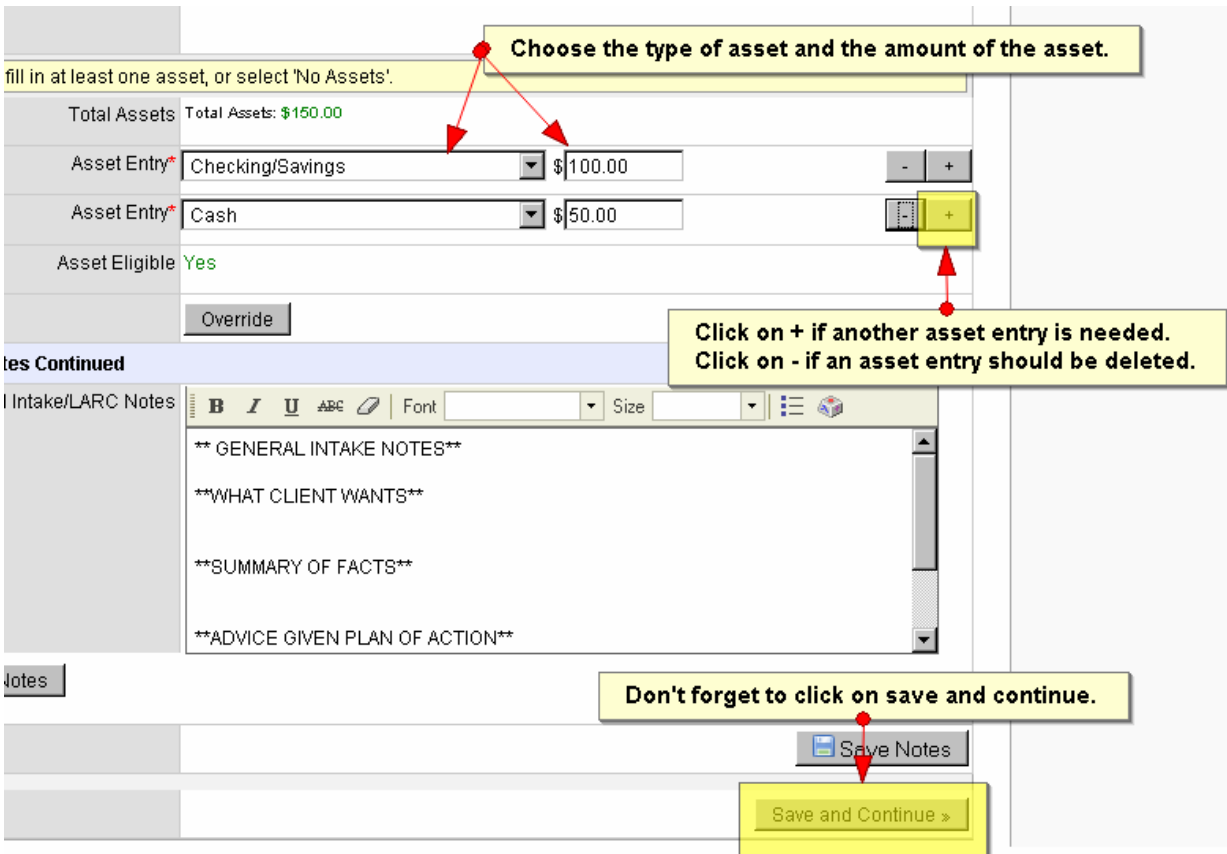 Choose the type of asset and the amount of the asset.
fill in at least one asset, or select 'No Assets'.
Total Assets Total Assets: $150.00
Asset Entry* Checking/Savings $ 100.00 - +
Asset Entry* Cash $ 50.00 - +
Asset Eligible Yes
Override
Click on + if another asset entry is needed.
Click on - if an asset entry should be deleted.
tes Continued
Intake/LARC Notes B I U ABC Font Size
** GENERAL INTAKE NOTES**
**WHAT CLIENT WANTS**
**SUMMARY OF FACTS**
**ADVICE GIVEN PLAN OF ACTION**
Notes
Don't forget to click on save and continue.
Save Notes
Save and Continue »